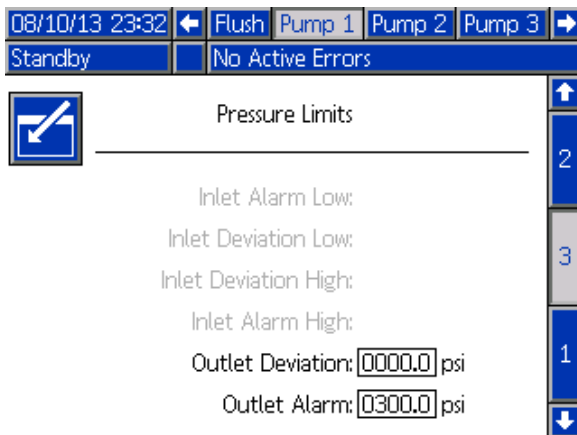 08/10/13 23:32 Flush Pump 1 Pump 2 Pump 3
Standby No Active Errors
Pressure Limits
2
Inlet Alarm Low:
Inlet Deviation Low:
3
Inlet Deviation High:
Inlet Alarm High:
Outlet Deviation: 0000.0 psi
1
Outlet Alarm: 0300.0 psi